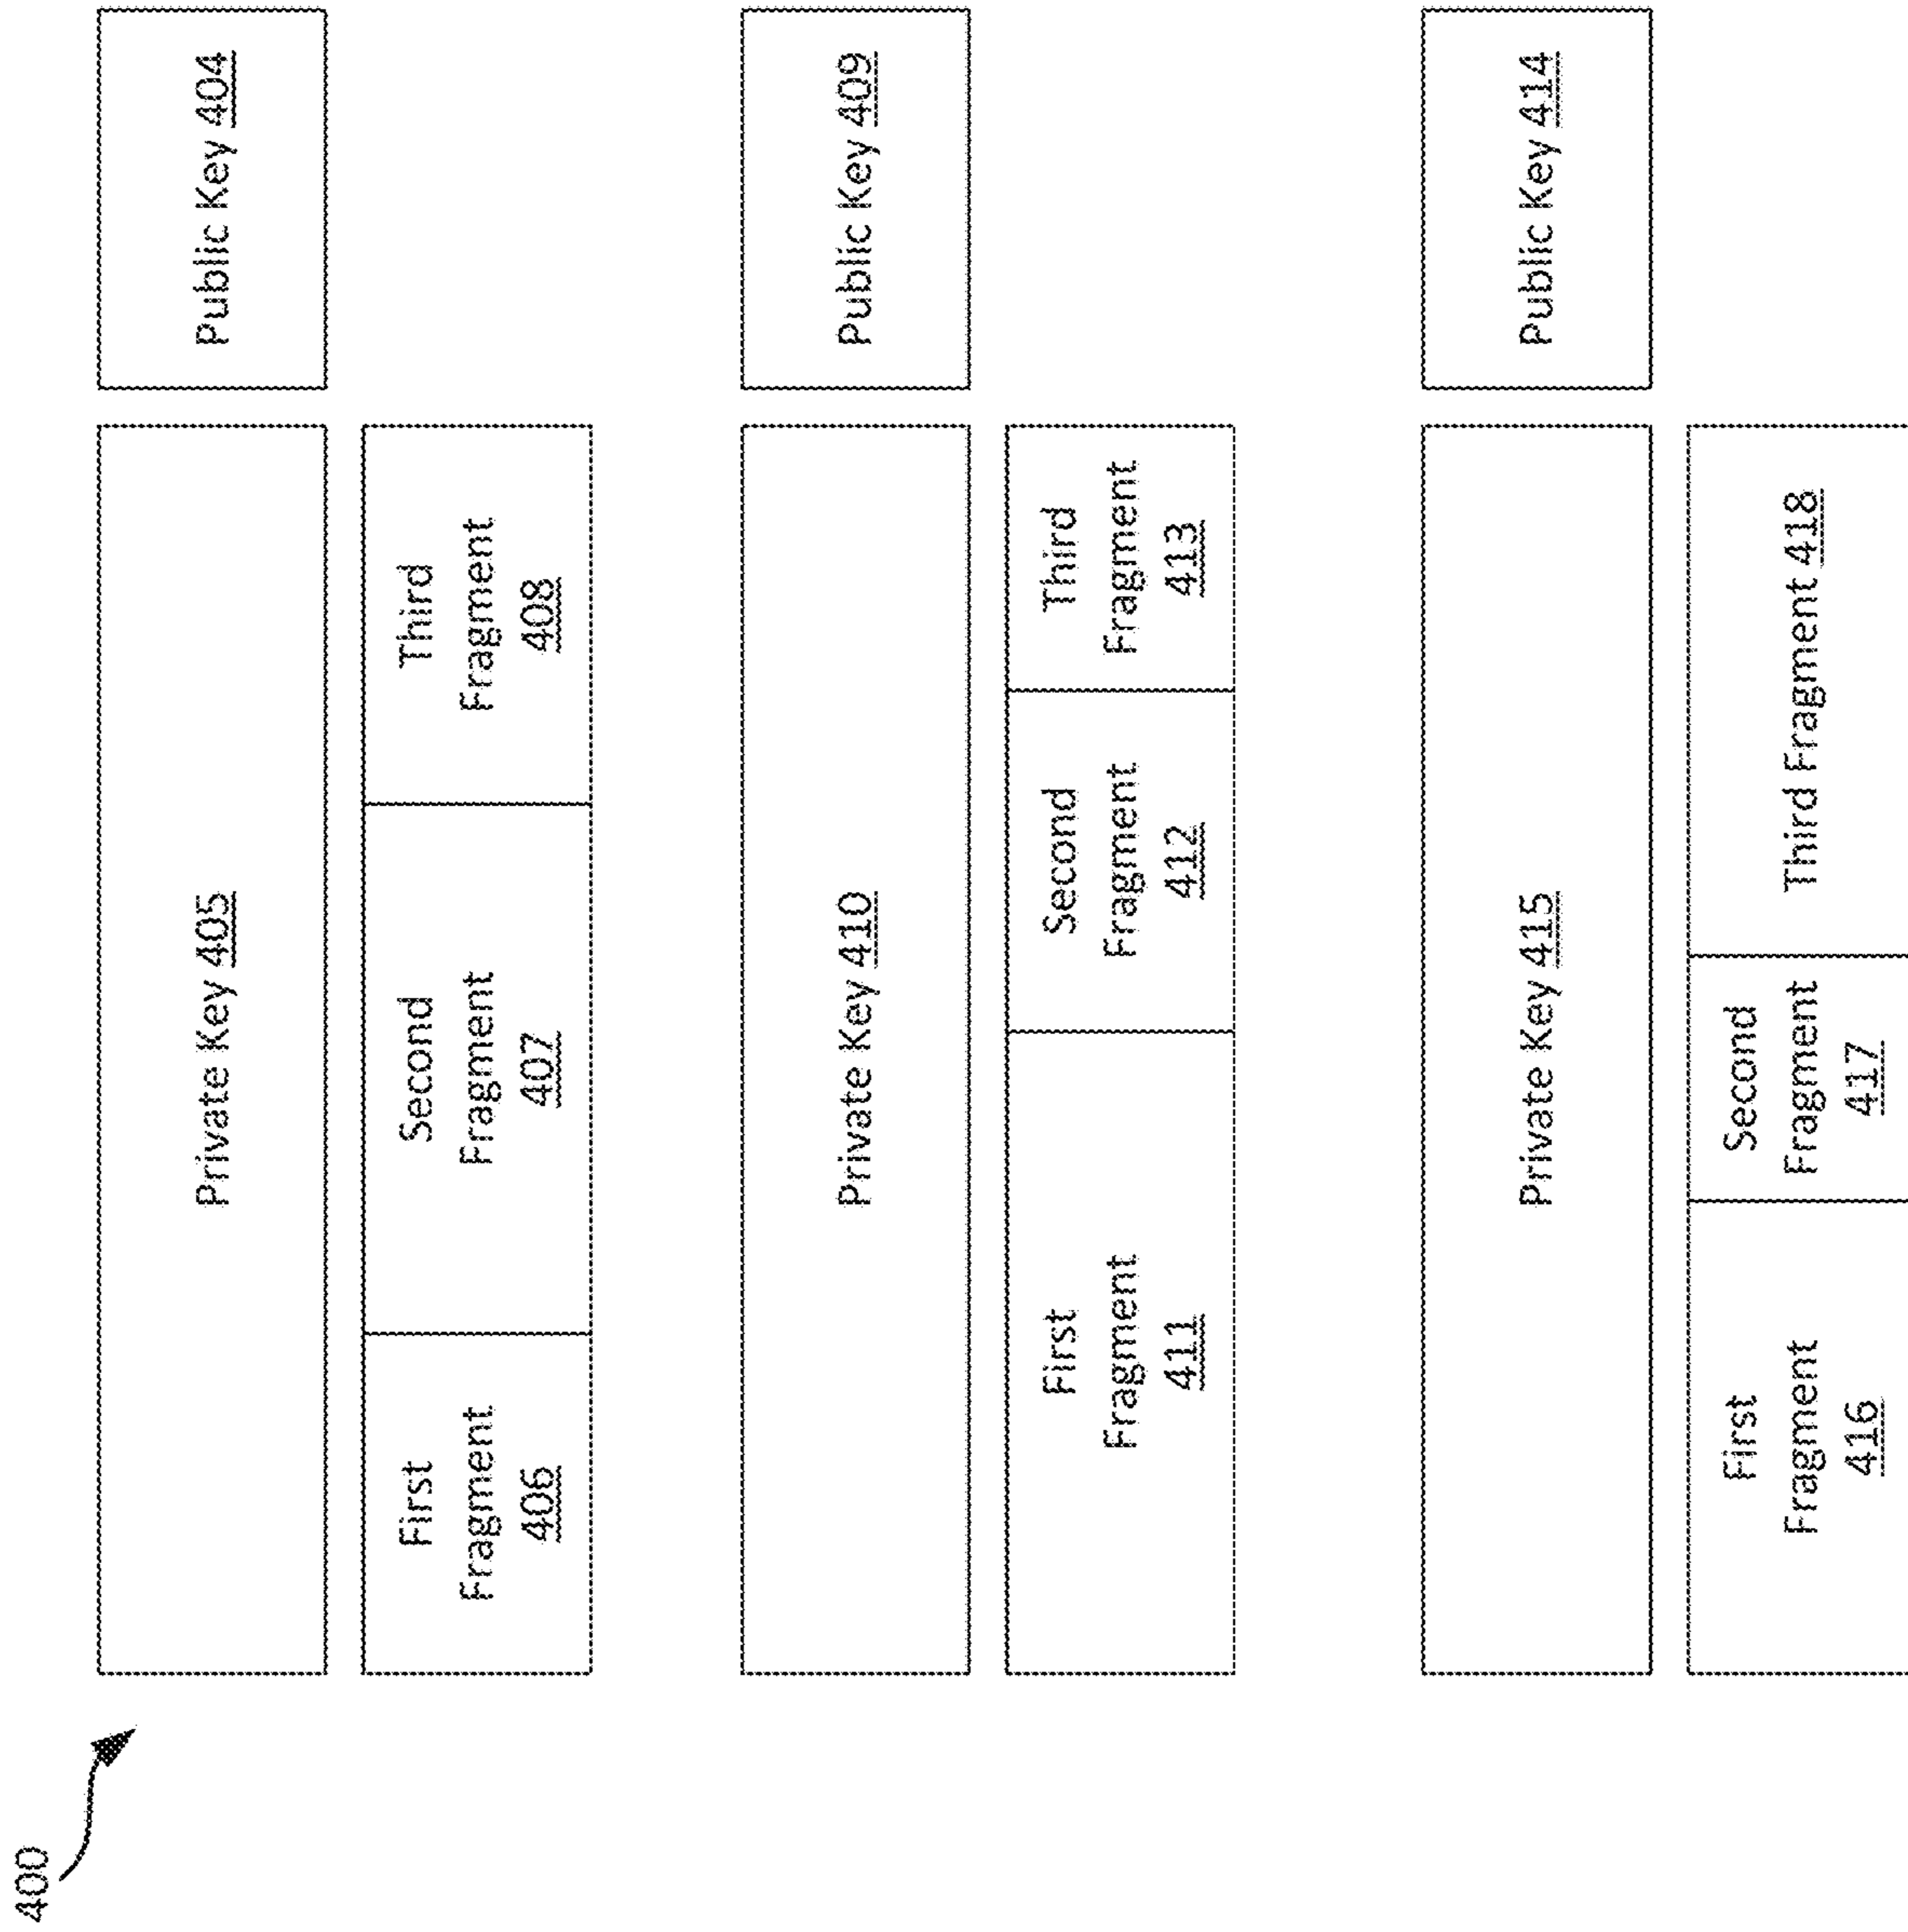 400
Private Key 405
Public Key 404
First
Fragment
406
Second
Fragment
407
Third
Fragment
408
Private Key 410
Public Key 409
First
Fragment
411
Second
Fragment
412
Third
Fragment
413
Private Key 415
Public Key 414
First
Fragment
416
Second
Fragment
417
Third Fragment 418